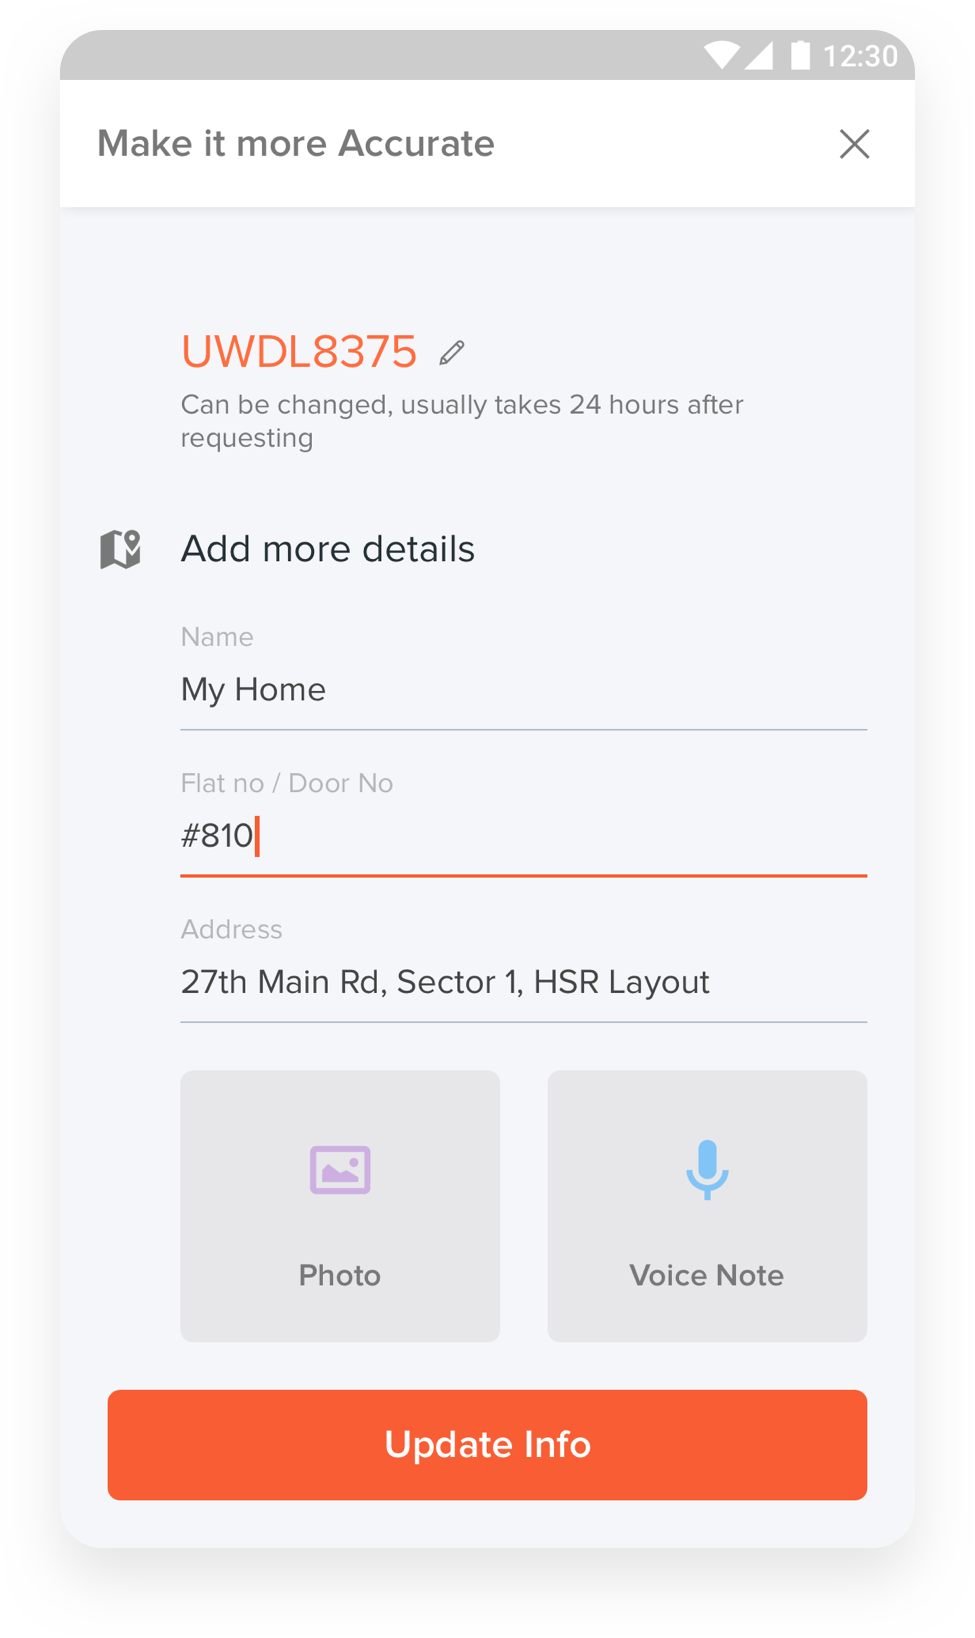 12:30
Make it more Accurate
UWDL8375
Can be changed, usually takes 24 hours after
requesting
Add more details
Name
My Home
Flat no / Door No
#810
Address
27th Main Rd, Sector 1, HSR Layout
Photo
Voice Note
Update Info